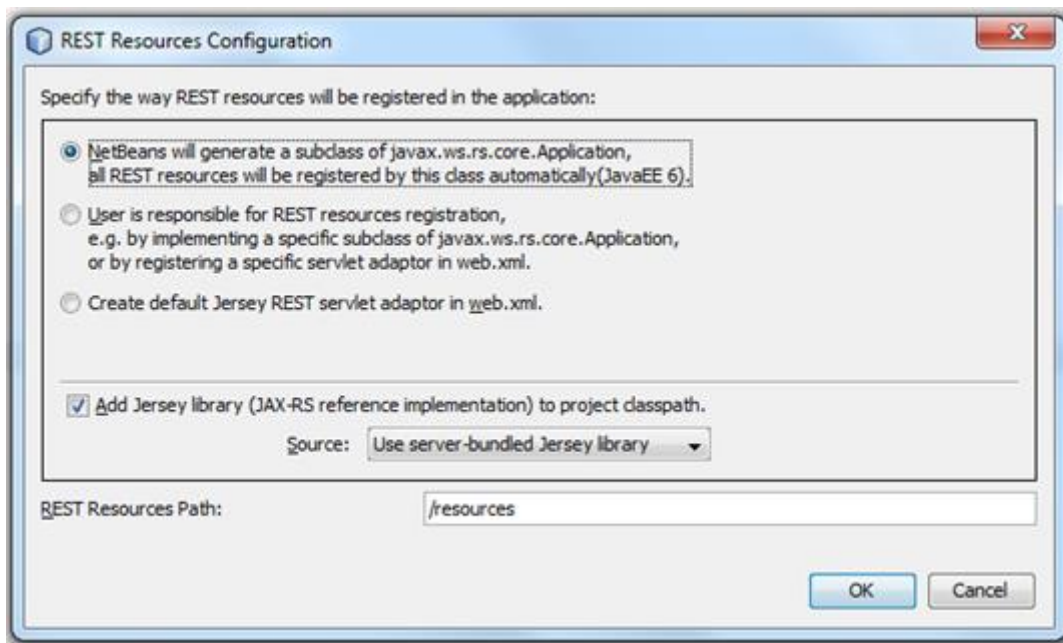 REST Resources Configuration
Specify the way REST resources will be registered in the application:
NetBeans will generate a subclass of javax.ws.rs.core.Application,
all REST resources will be registered by this class automatically(JavaEE 6).
User is responsible for REST resources registration,
e.g. by implementing a specific subclass of javax.ws.rs.core.Application,
or by registering a specific servlet adaptor in web.xml.
Create default Jersey REST servlet adaptor in web.xml.
Add Jersey library (JAX-RS reference implementation) to project classpath.
Source: Use server-bundled Jersey library
REST Resources Path: /resources
OK Cancel